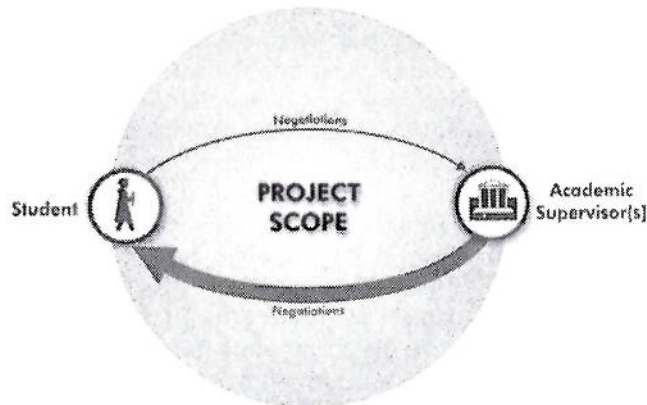 Negotiations
Student
PROJECT
SCOPE
Academic
Supervisor(s)
Negotiations